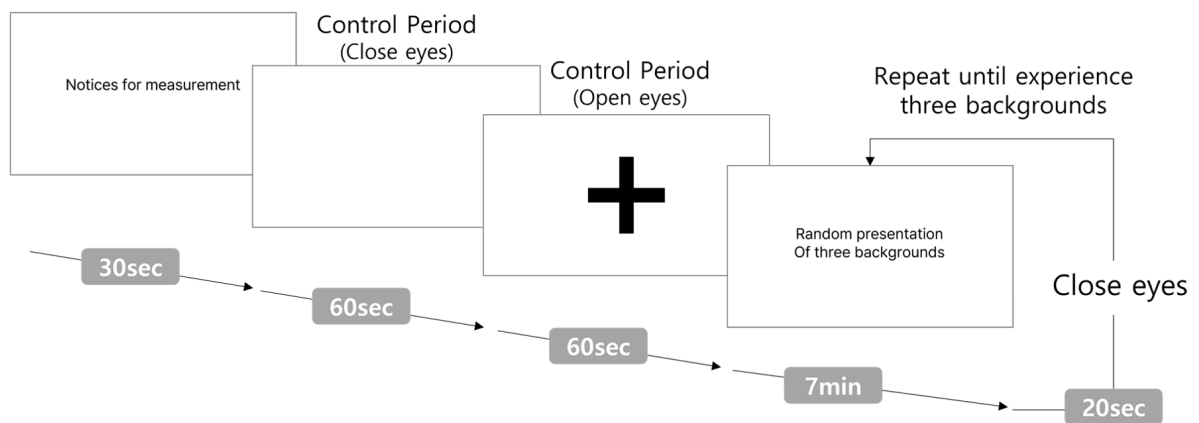 Notices for measurement
Control Period
(Close eyes)
Control Period
(Open eyes)
Random presentation
Of three backgrounds
Repeat until experience
three backgrounds
Close eyes
30sec
60sec
60sec
7min
20sec